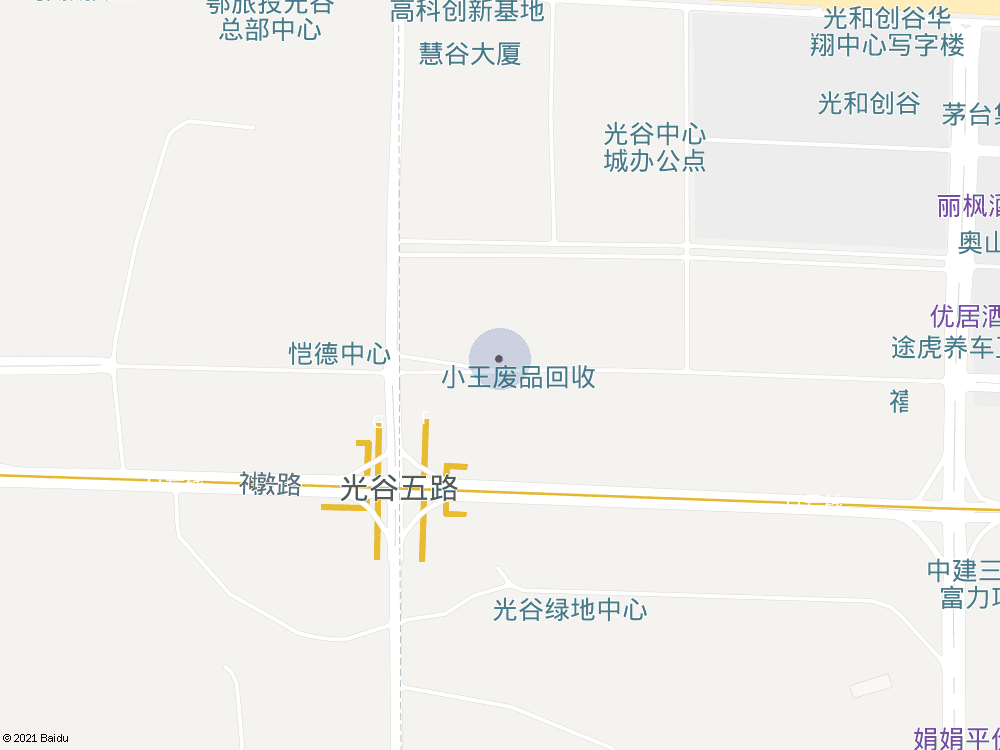 鄂旅投光谷
总部中心
高科创新基地
慧谷大厦
光和创谷华
翔中心写字楼
光和创谷
茅台集
光谷中心
城办公点
丽枫酒
奥山
优居酒
途虎养车工
恺德中心
小王废品回收
禧
光谷五路
敦路
中建三
富力项
光谷绿地中心
娟娟平价
© 2021 Baidu